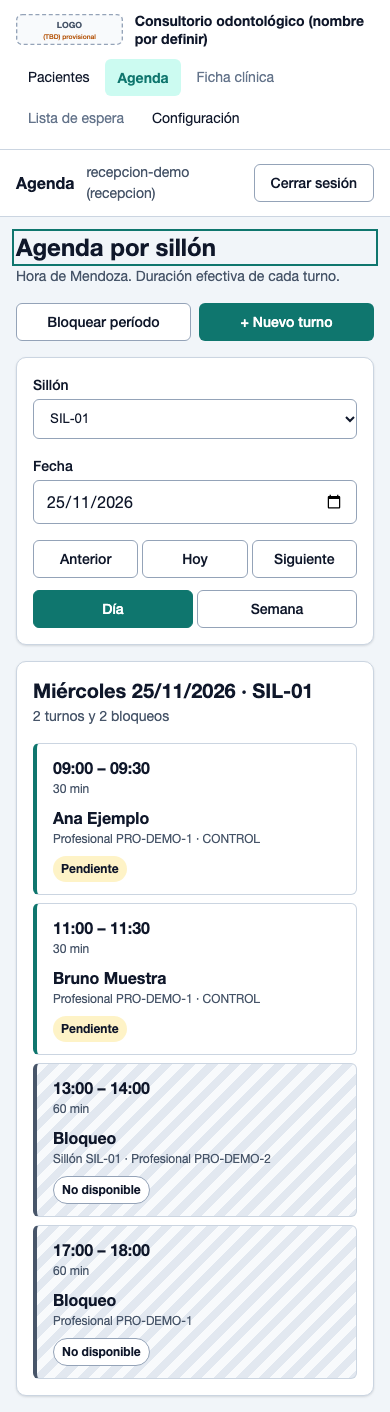 LOGO
(TBD) provisional
Consultorio odontológico (nombre
por definir)
Pacientes
Agenda
Ficha clínica
Lista de espera
Configuración
Agenda
recepcion-demo
(recepcion)
Cerrar sesión
Agenda por sillón
Hora de Mendoza. Duración efectiva de cada turno.
Bloquear período
+ Nuevo turno
Sillón
SIL-01
Fecha
25/11/2026
Anterior
Hoy
Siguiente
Día
Semana
Miércoles 25/11/2026 · SIL-01
2 turnos y 2 bloqueos
09:00 – 09:30
30 min
Ana Ejemplo
Profesional PRO-DEMO-1 · CONTROL
Pendiente
11:00 – 11:30
30 min
Bruno Muestra
Profesional PRO-DEMO-1 · CONTROL
Pendiente
13:00 – 14:00
60 min
Bloqueo
Sillón SIL-01 · Profesional PRO-DEMO-2
No disponible
17:00 – 18:00
60 min
Bloqueo
Profesional PRO-DEMO-1
No disponible